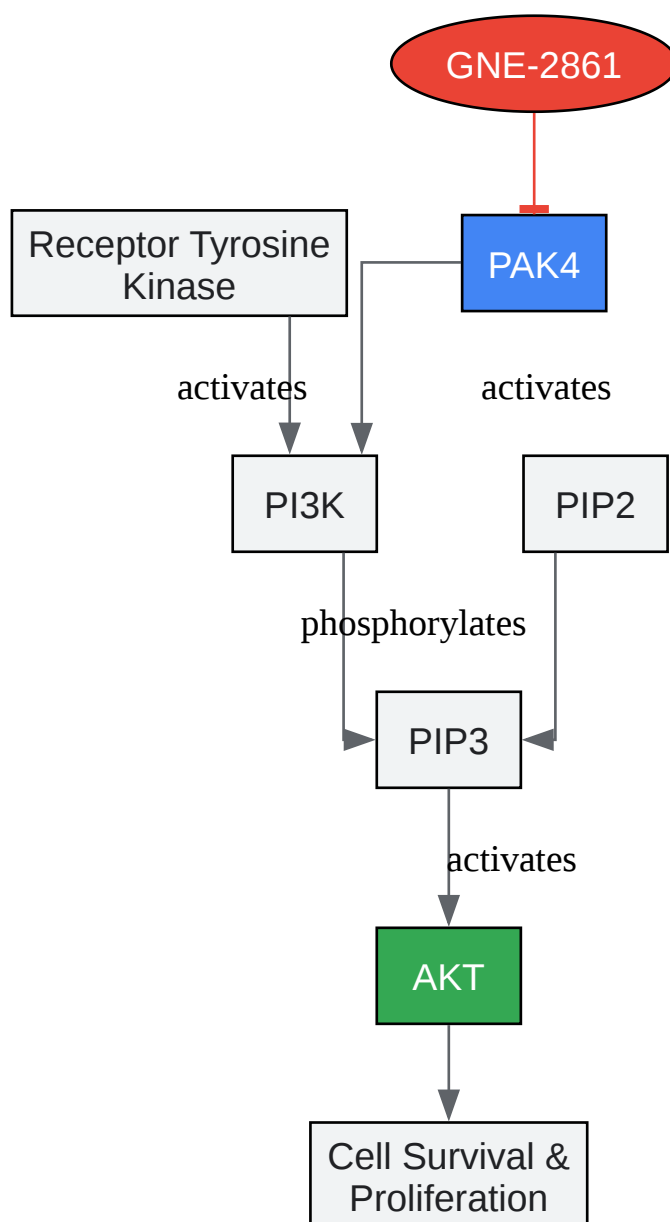 GNE-2861
Receptor Tyrosine
Kinase
PAK4
activates
activates
PI3K
PIP2
phosphorylates
PIP3
activates
AKT
Cell Survival &
Proliferation